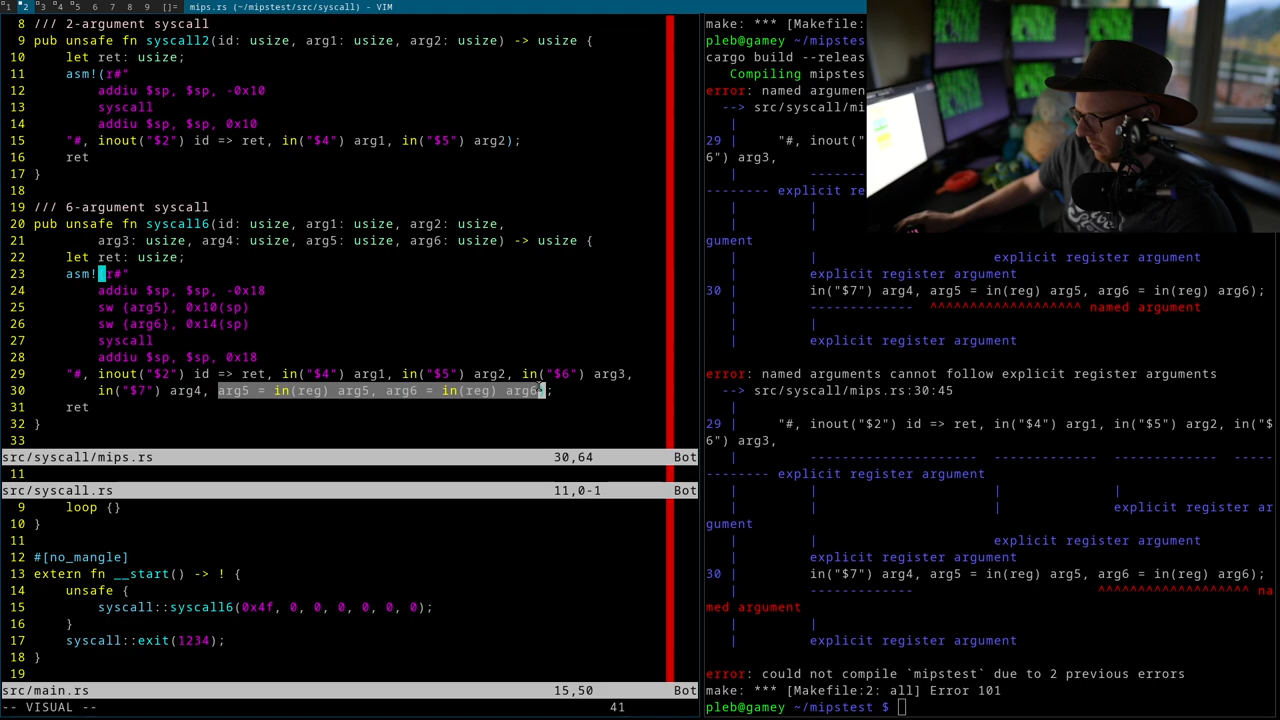 1 2 3 4 5 6 7 8 9 []= mips.rs (~/mipstest/src/syscall) - VIM
8 /// 2-argument syscall
9 pub unsafe fn syscall2(id: usize, arg1: usize, arg2: usize) -> usize {
10 let ret: usize;
11 asm!(r#"
12 addiu $sp, $sp, -0x10
13 syscall
14 addiu $sp, $sp, 0x10
15 "#, inout("$2") id => ret, in("$4") arg1, in("$5") arg2);
16 ret
17 }
18
19 /// 6-argument syscall
20 pub unsafe fn syscall6(id: usize, arg1: usize, arg2: usize,
21 arg3: usize, arg4: usize, arg5: usize, arg6: usize) -> usize {
22 let ret: usize;
23 asm!(r#"
24 addiu $sp, $sp, -0x18
25 sw {arg5}, 0x10(sp)
26 sw {arg6}, 0x14(sp)
27 syscall
28 addiu $sp, $sp, 0x18
29 "#, inout("$2") id => ret, in("$4") arg1, in("$5") arg2, in("$6") arg3,
30 in("$7") arg4, arg5 = in(reg) arg5, arg6 = in(reg) arg6);
31 ret
32 }
33
src/syscall/mips.rs 30,64 Bot
11
src/syscall.rs 11,0-1 Bot
9 loop {}
10 }
11
12 #[no_mangle]
13 extern fn __start() -> ! {
14 unsafe {
15 syscall::syscall6(0x4f, 0, 0, 0, 0, 0, 0);
16 }
17 syscall::exit(1234);
18 }
19
src/main.rs 15,50 Bot
-- VISUAL -- 41
make: *** [Makefile:
pleb@gamey ~/mipstes
cargo build --releas
Compiling mipstes
error: named argumen
--> src/syscall/mi
|
29 | "#, inout("
6") arg3,
| -------
-------- explicit re
| |
| |
gument
| | explicit register argument
| explicit register argument
30 | in("$7") arg4, arg5 = in(reg) arg5, arg6 = in(reg) arg6);
| ------------- ^^^^^^^^^^^^^^^^^^^ named argument
| |
| explicit register argument
error: named arguments cannot follow explicit register arguments
--> src/syscall/mips.rs:30:45
|
29 | "#, inout("$2") id => ret, in("$4") arg1, in("$5") arg2, in("$
6") arg3,
| --------------------- ------------- ------------- -----
-------- explicit register argument
| | | |
| | | explicit register ar
gument
| | explicit register argument
| explicit register argument
30 | in("$7") arg4, arg5 = in(reg) arg5, arg6 = in(reg) arg6);
| ------------- ^^^^^^^^^^^^^^^^^^^ na
med argument
| |
| explicit register argument
error: could not compile `mipstest` due to 2 previous errors
make: *** [Makefile:2: all] Error 101
pleb@gamey ~/mipstest $